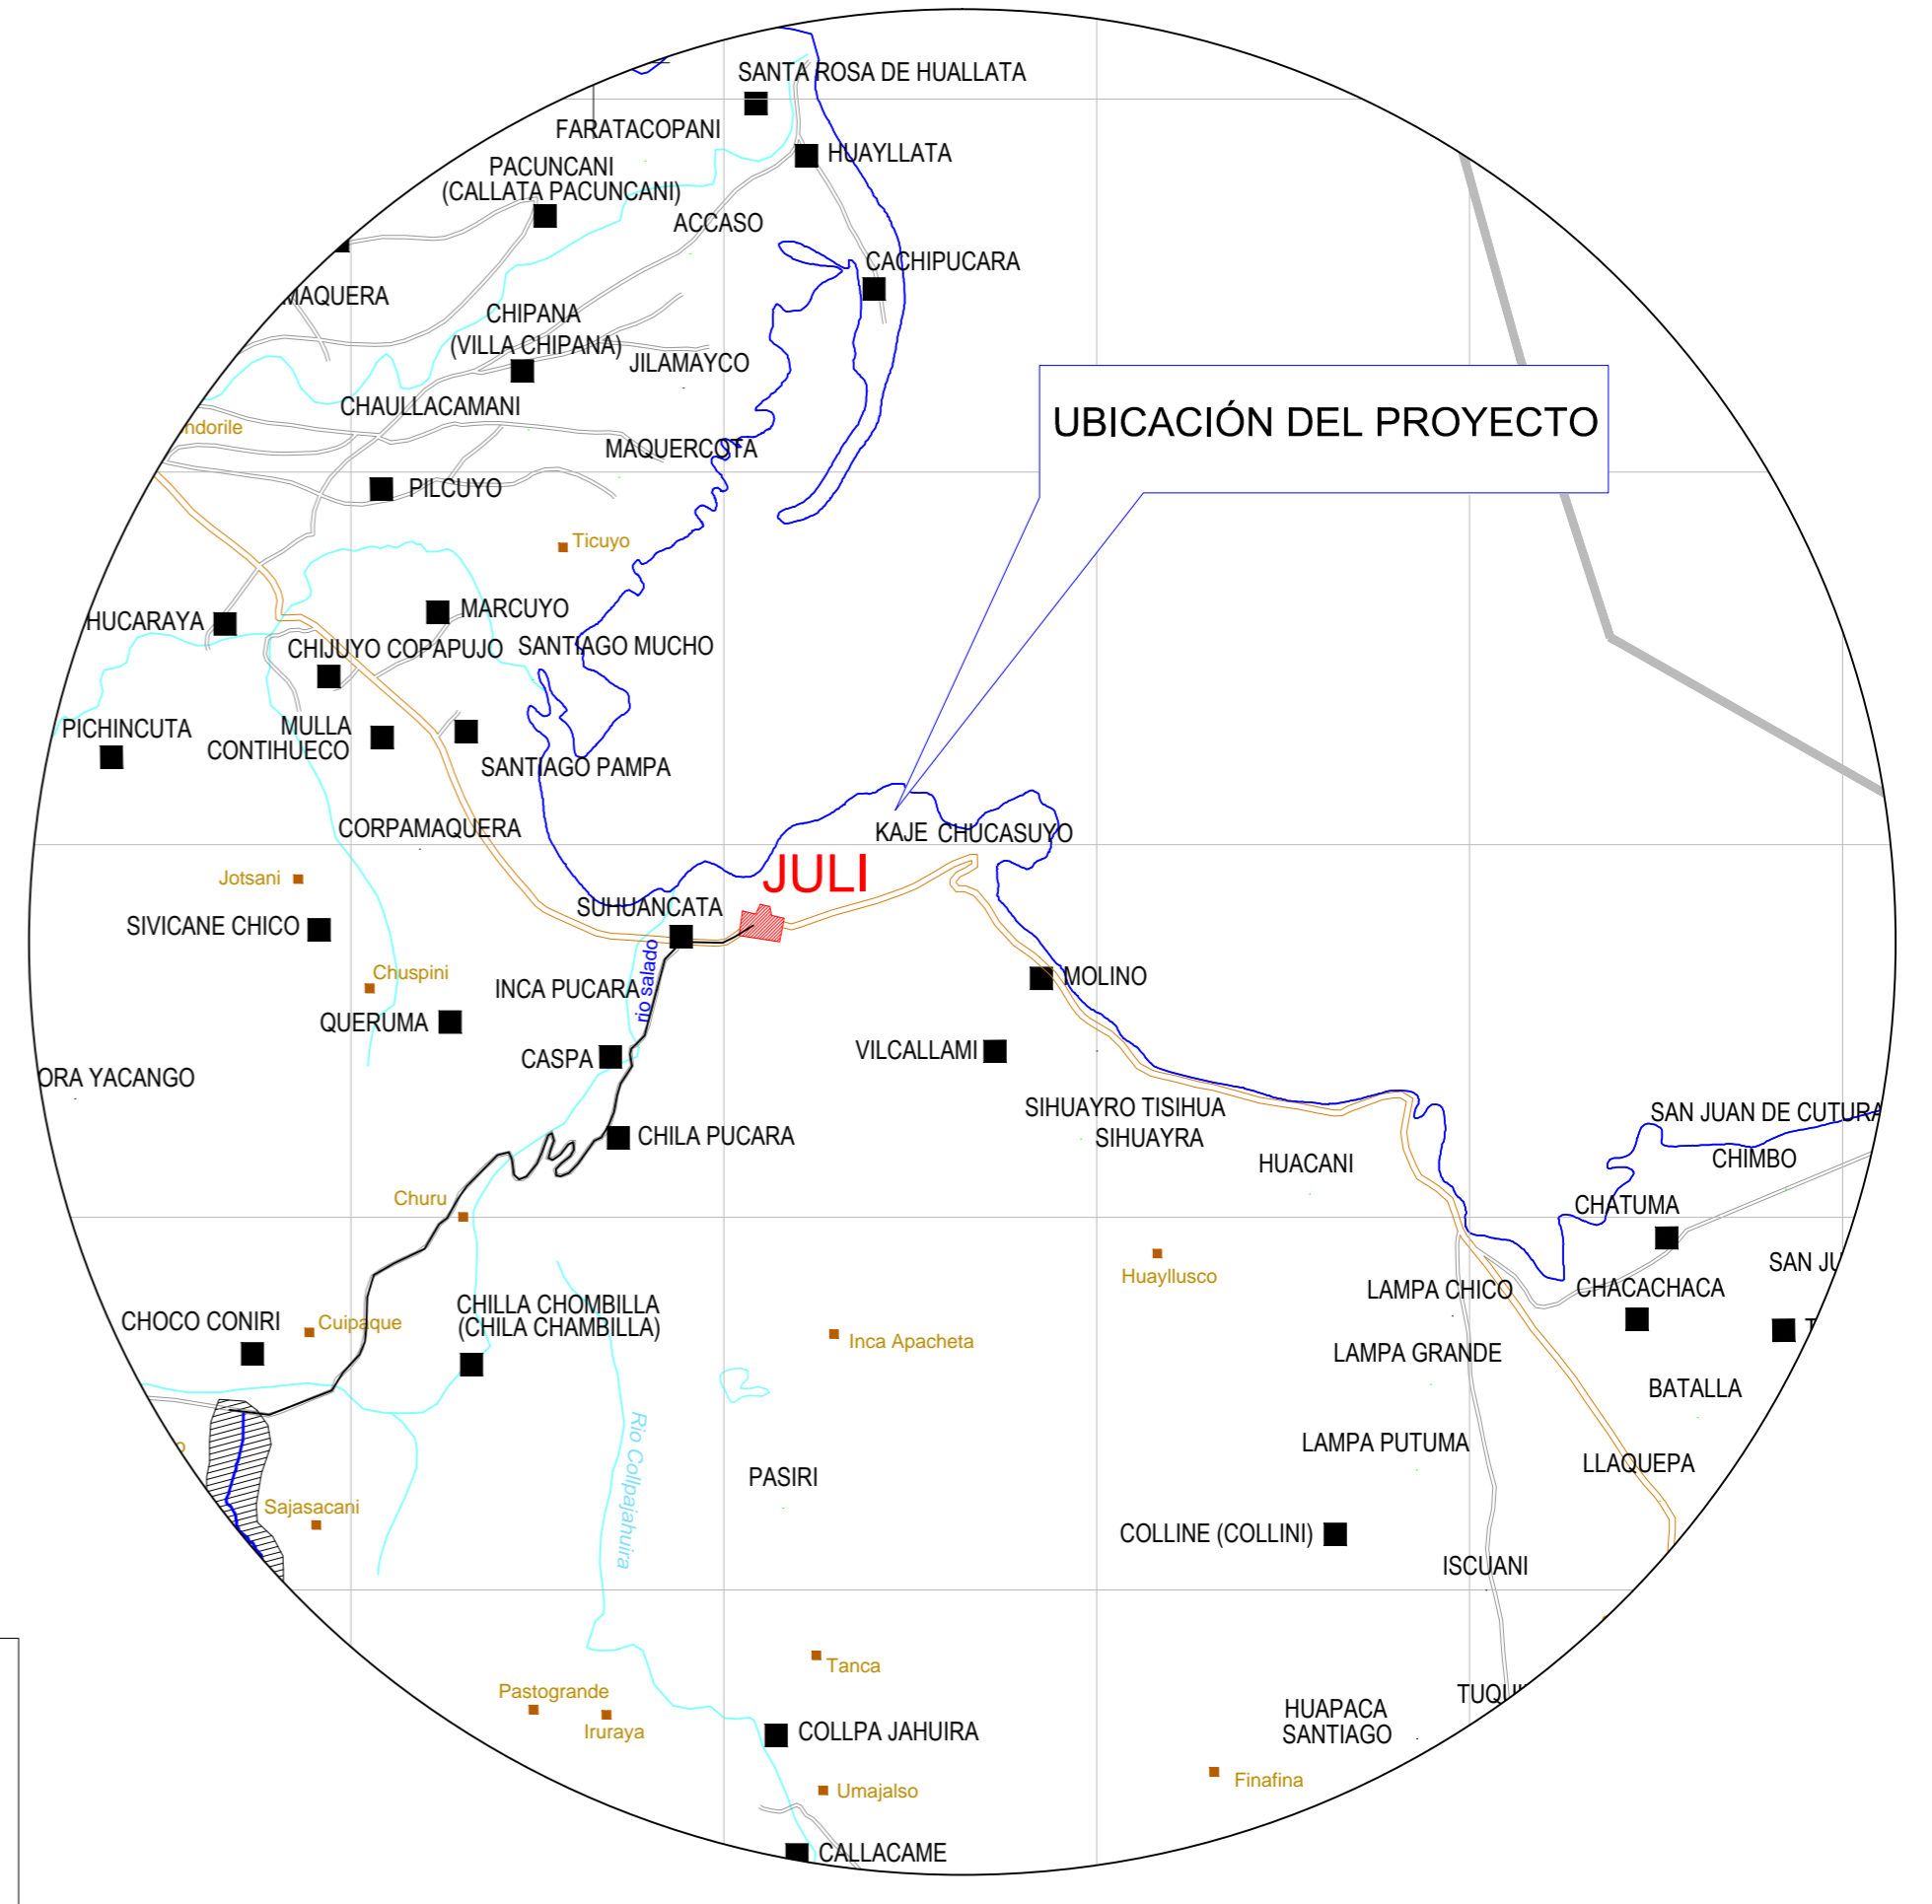 SANTA ROSA DE HUALLATA
FARATACOPANI
HUAYLLATA
PACUNCANI
(CALLATA PACUNCANI)
ACCASO
CACHIPUCARA
MAQUERA
CHIPANA
(VILLA CHIPANA)
JILAMAYCO
CHAULLACAMANI
UBICACIÓN DEL PROYECTO
ndorile
MAQUERCOTA
PILCUYO
Ticuyo
HUCARAYA
MARCUYO
CHIJUYO COPAPUJO
SANTIAGO MUCHO
PICHINCUTA
MULLA
CONTIHUECO
SANTIAGO PAMPA
CORPAMAQUERA
KAJE
CHUCASUYO
JULI
Jotsani
SUHUANCATA
SIVICANE CHICO
rio salado
Chuspini
INCA PUCARA
MOLINO
QUERUMA
CASPA
VILCALLAMI
ORA YACANGO
SIHUAYRO TISIHUA
SIHUAYRA
SAN JUAN DE CUTURA
CHILA PUCARA
HUACANI
CHIMBO
Churu
CHATUMA
Huayllusco
SAN JU
LAMPA CHICO
CHACACHACA
CHOCO CONIRI
Cuipaque
CHILLA CHOMBILLA
(CHILA CHAMBILLA)
Inca Apacheta
T
LAMPA GRANDE
BATALLA
Rio Collpajahuira
LAMPA PUTUMA
LLAQUEPA
o
PASIRI
Sajasacani
COLLINE (COLLINI)
ISCUANI
Tanca
Pastogrande
Iruraya
TUQU
HUAPACA
SANTIAGO
COLLPA JAHUIRA
Umajalso
Finafina
CALLACAME